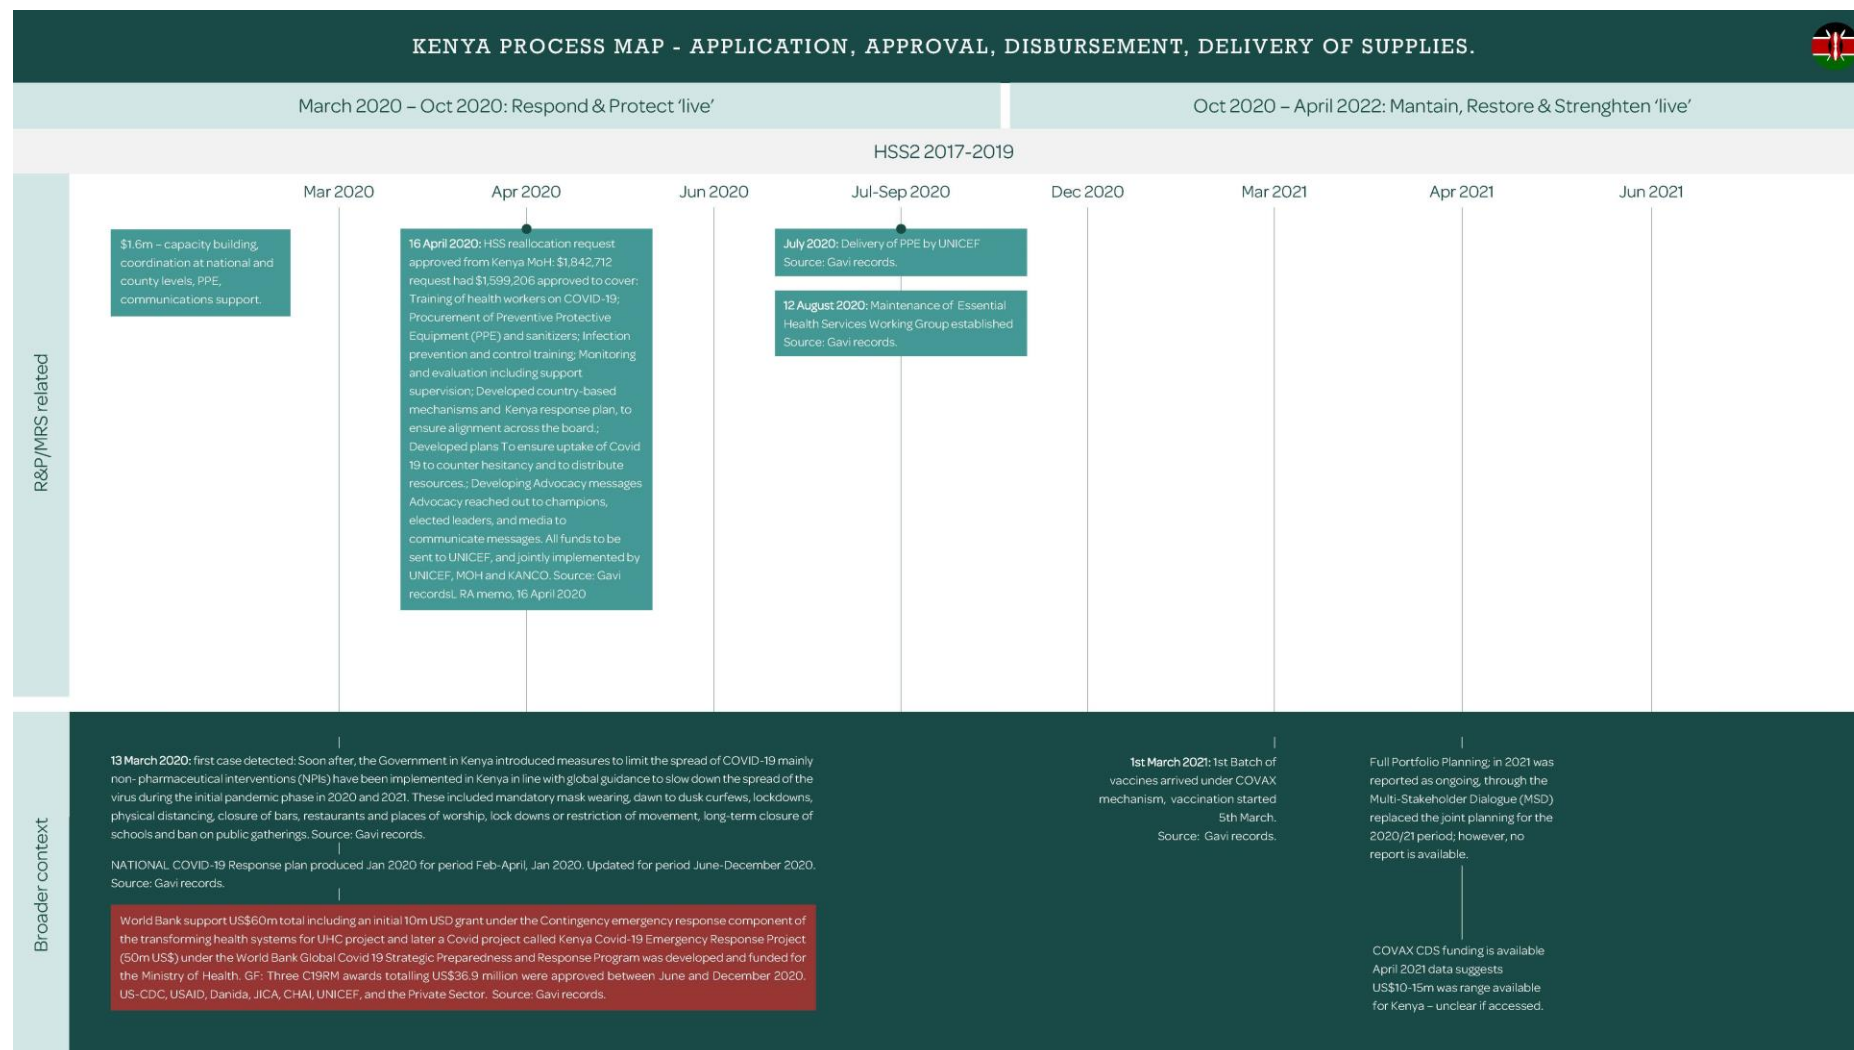 KENYA PROCESS MAP - APPLICATION, APPROVAL, DISBURSEMENT, DELIVERY OF SUPPLIES.
March 2020 – Oct 2020: Respond & Protect ‘live’
Oct 2020 – April 2022: Mantain, Restore & Strenghten ‘live’
HSS2 2017-2019
R&P/MRS related
Mar 2020
Apr 2020
Jun 2020
Jul-Sep 2020
Dec 2020
Mar 2021
Apr 2021
Jun 2021
$1.6m – capacity building,
coordination at national and
county levels, PPE,
communications support.
16 April 2020: HSS reallocation request
approved from Kenya MoH: $1,842,712
request had $1,599,206 approved to cover:
Training of health workers on COVID-19;
Procurement of Preventive Protective
Equipment (PPE) and sanitizers; Infection
prevention and control training; Monitoring
and evaluation including support
supervision; Developed country-based
mechanisms and Kenya response plan, to
ensure alignment across the board.;
Developed plans To ensure uptake of Covid
19 to counter hesitancy and to distribute
resources.; Developing Advocacy messages
Advocacy reached out to champions,
elected leaders, and media to
communicate messages. All funds to be
sent to UNICEF, and jointly implemented by
UNICEF, MOH and KANCO. Source: Gavi
recordsL RA memo, 16 April 2020
July 2020: Delivery of PPE by UNICEF
Source: Gavi records.
12 August 2020: Maintenance of Essential
Health Services Working Group established
Source: Gavi records.
Broader context
13 March 2020: first case detected: Soon after, the Government in Kenya introduced measures to limit the spread of COVID-19 mainly
non- pharmaceutical interventions (NPIs) have been implemented in Kenya in line with global guidance to slow down the spread of the
virus during the initial pandemic phase in 2020 and 2021. These included mandatory mask wearing, dawn to dusk curfews, lockdowns,
physical distancing, closure of bars, restaurants and places of worship, lock downs or restriction of movement, long-term closure of
schools and ban on public gatherings. Source: Gavi records.
NATIONAL COVID-19 Response plan produced Jan 2020 for period Feb-April, Jan 2020. Updated for period June-December 2020.
Source: Gavi records.
World Bank support US$60m total including an initial 10m USD grant under the Contingency emergency response component of
the transforming health systems for UHC project and later a Covid project called Kenya Covid-19 Emergency Response Project
(50m US$) under the World Bank Global Covid 19 Strategic Preparedness and Response Program was developed and funded for
the Ministry of Health. GF: Three C19RM awards totalling US$36.9 million were approved between June and December 2020.
US-CDC, USAID, Danida, JICA, CHAI, UNICEF, and the Private Sector. Source: Gavi records.
1st March 2021: 1st Batch of
vaccines arrived under COVAX
mechanism, vaccination started
5th March.
Source: Gavi records.
Full Portfolio Planning; in 2021 was
reported as ongoing, through the
Multi-Stakeholder Dialogue (MSD)
replaced the joint planning for the
2020/21 period; however, no
report is available.
COVAX CDS funding is available
April 2021 data suggests
US$10-15m was range available
for Kenya – unclear if accessed.